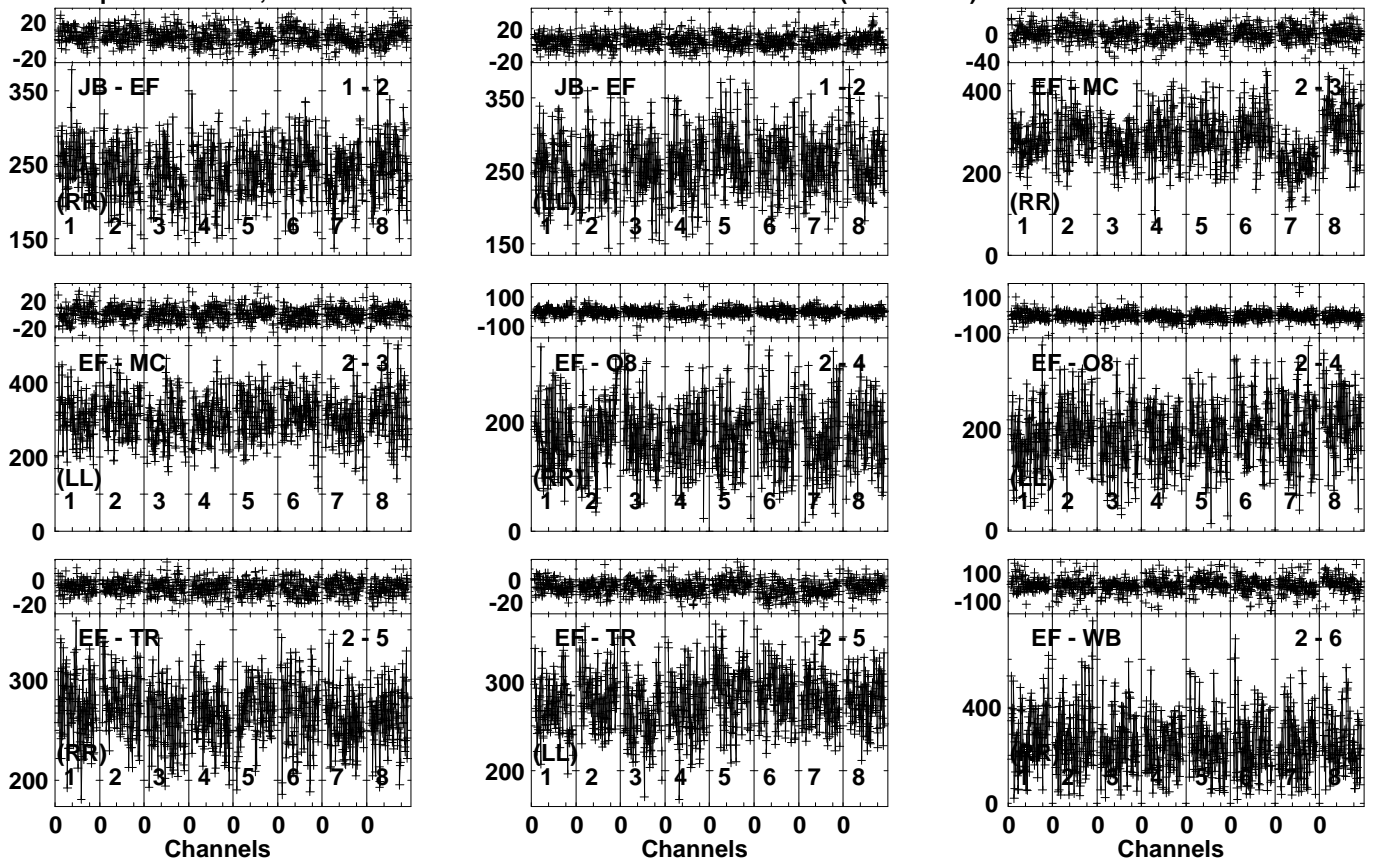 20
-20
JB - EF
1 - 2
350
250
150
(RR)
1 2 3 4 5 6 7 8
20
-20
JB - EF
1 - 2
350
250
150
(LL)
1 2 3 4 5 6 7 8
0
-40
EF - MC
2 - 3
400
200
0
(RR)
1 2 3 4 5 6 7 8
20
-20
EF - MC
2 - 3
400
200
0
(LL)
1 2 3 4 5 6 7 8
100
-100
EF - O8
2 - 4
200
0
(RR)
1 2 3 4 5 6 7 8
100
-100
EF - O8
2 - 4
200
0
(LL)
1 2 3 4 5 6 7 8
0
-20
EF - TR
2 - 5
300
200
(RR)
1 2 3 4 5 6 7 8
0 0 0 0 0 0 0 0
Channels
0
-20
EF - TR
2 - 5
300
200
(LL)
1 2 3 4 5 6 7 8
0 0 0 0 0 0 0 0
Channels
100
-100
EF - WB
2 - 6
400
0
(RR)
1 2 3 4 5 6 7 8
0 0 0 0 0 0 0 0
Channels